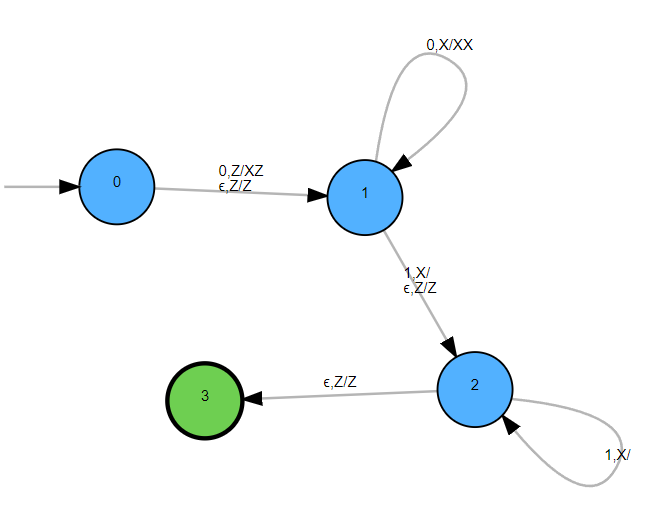 0,X/XX
0
0,Z/XZ
ϵ,Z/Z
1
1,X/
ϵ,Z/Z
3
ϵ,Z/Z
2
1,X/